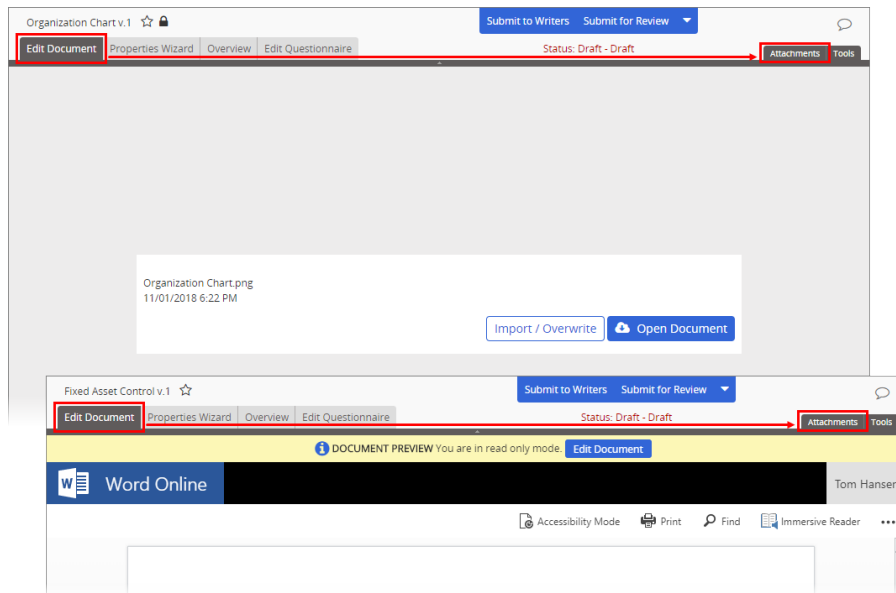 Organization Chart v.1
Submit to Writers Submit for Review
Edit Document Properties Wizard Overview Edit Questionnaire Status: Draft - Draft Attachments Tools
Organization Chart.png
11/01/2018 6:22 PM
Import / Overwrite Open Document
Fixed Asset Control v.1 Submit to Writers Submit for Review
Edit Document Properties Wizard Overview Edit Questionnaire Status: Draft - Draft Attachments Tools
DOCUMENT PREVIEW You are in read only mode. Edit Document
W Word Online Tom Hansen
Accessibility Mode Print Find Immersive Reader